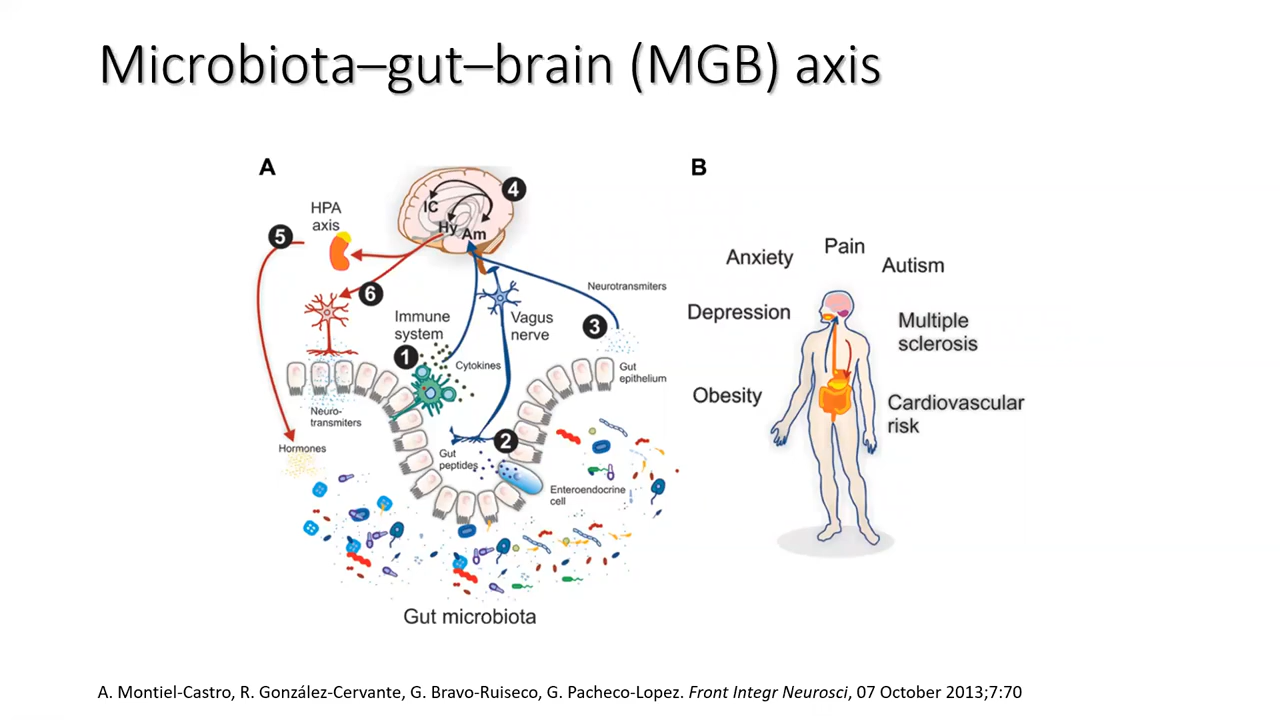 Microbiota–gut–brain (MGB) axis
A
4
IC
HPA
axis
Hy
Am
5
6
Neurotransmiters
Immune
system
Vagus
nerve
3
1
Cytokines
Gut
epithelium
Neuro-
transmiters
Hormones
2
Gut
peptides
Enteroendocrine
cell
Gut microbiota
B
Pain
Anxiety
Autism
Depression
Multiple
sclerosis
Obesity
Cardiovascular
risk
A. Montiel-Castro, R. González-Cervante, G. Bravo-Ruiseco, G. Pacheco-Lopez. Front Integr Neurosci, 07 October 2013;7:70